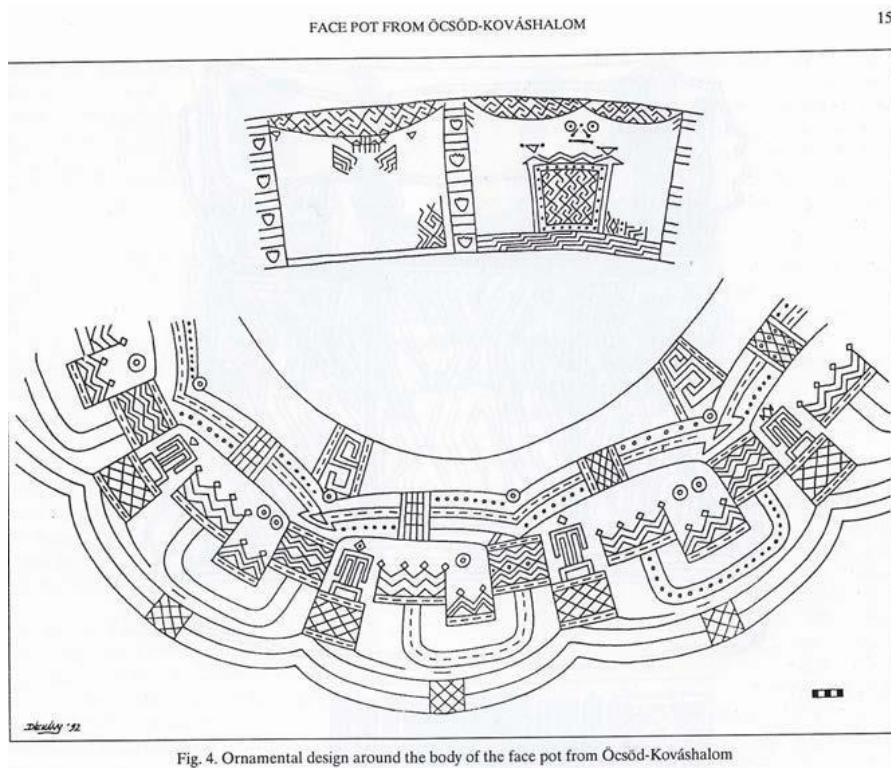 FACE POT FROM ÖCSÖD-KOVÁSHALOM
15
Fig. 4. Ornamental design around the body of the face pot from Öcsöd-Kováshalom